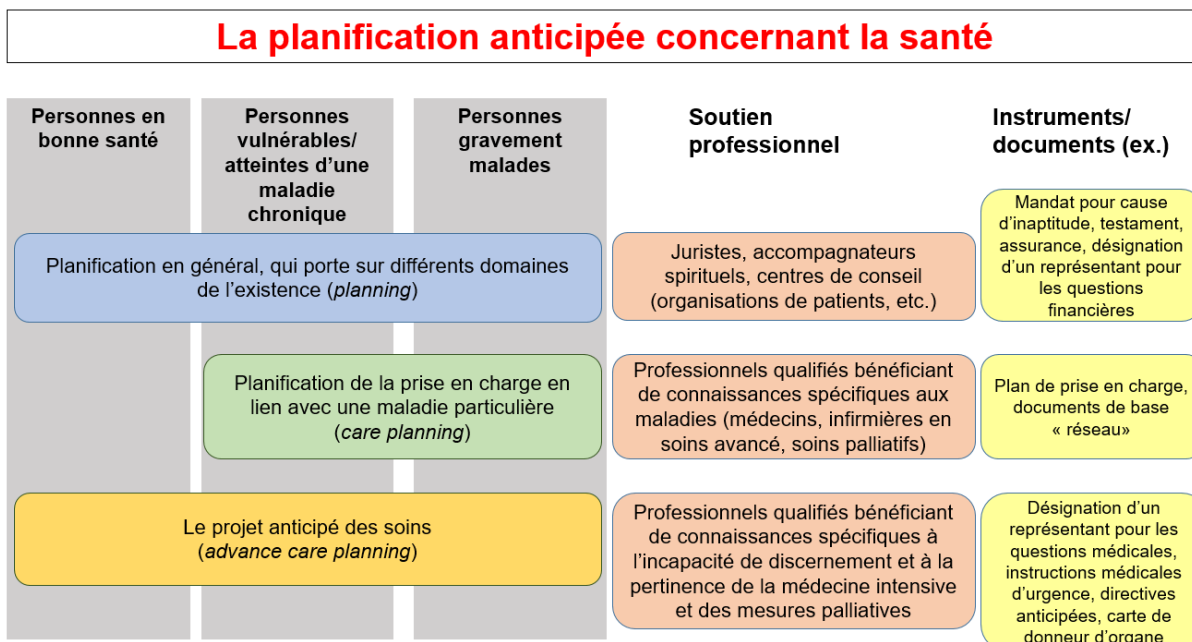 La planification anticipée concernant la santé
Personnes en
bonne santé
Personnes
vulnérables/
atteintes d’une
maladie
chronique
Personnes
gravement
malades
Soutien
professionnel
Instruments/
documents (ex.)
Planification en général, qui porte sur différents domaines
de l’existence (planning)
Juristes, accompagnateurs
spirituels, centres de conseil
(organisations de patients, etc.)
Mandat pour cause
d’inaptitude, testament,
assurance, désignation
d’un représentant pour
les questions
financières
Planification de la prise en charge en
lien avec une maladie particulière
(care planning)
Professionnels qualifiés bénéficiant
de connaissances spécifiques aux
maladies (médecins, infirmières en
soins avancé, soins palliatifs)
Plan de prise en charge,
documents de base
« réseau»
Le projet anticipé des soins
(advance care planning)
Professionnels qualifiés bénéficiant
de connaissances spécifiques à
l’incapacité de discernement et à la
pertinence de la médecine intensive
et des mesures palliatives
Désignation d’un
représentant pour les
questions médicales,
instructions médicales
d’urgence, directives
anticipées, carte de
donneur d’organe